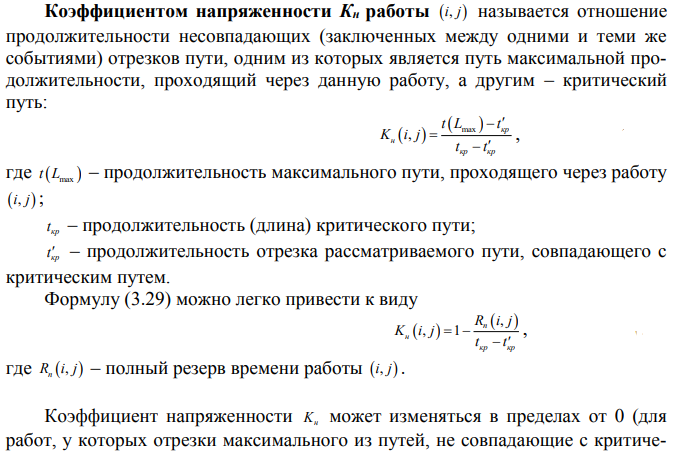 Коэффициентом напряженности Kн работы (i, j) называется отношение
продолжительности несовпадающих (заключенных между одними и теми же
событиями) отрезков пути, одним из которых является путь максимальной про-
должительности, проходящий через данную работу, а другим – критический
путь:
Kн (i, j) = (t(Lmax) − t′кр) / (tкр − t′кр) ,
где t(Lmax) – продолжительность максимального пути, проходящего через работу
(i, j);
tкр – продолжительность (длина) критического пути;
t′кр – продолжительность отрезка рассматриваемого пути, совпадающего с
критическим путем.
Формулу (3.29) можно легко привести к виду
Kн (i, j) = 1 − Rп (i, j) / (tкр − t′кр) ,
где Rп (i, j) – полный резерв времени работы (i, j).
Коэффициент напряженности Kн может изменяться в пределах от 0 (для
работ, у которых отрезки максимального из путей, не совпадающие с критиче-